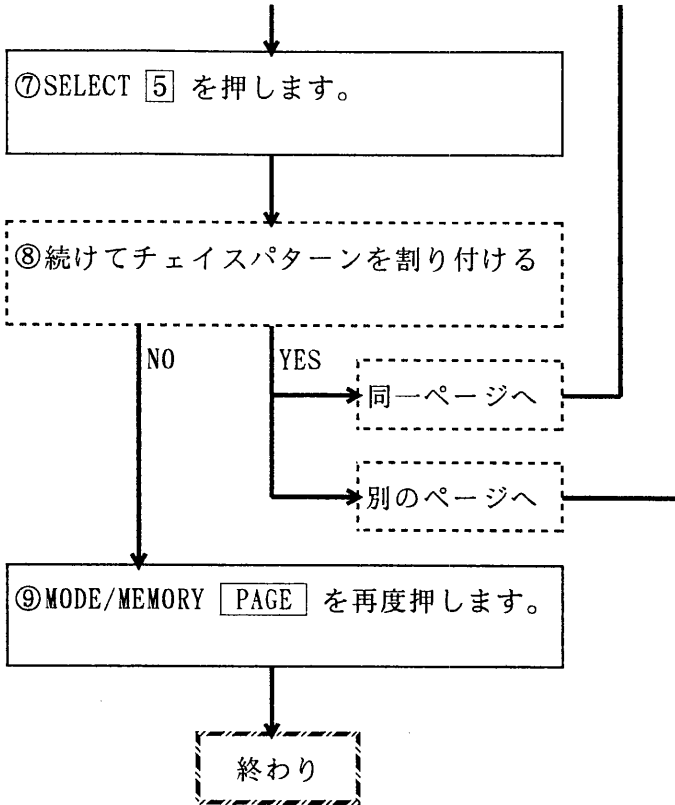 ⑦SELECT 5 を押します。
⑧続けてチェイスパターンを割り付ける
NO
YES
同一ページへ
別のページへ
⑨MODE/MEMORY PAGE を再度押します。
終わり